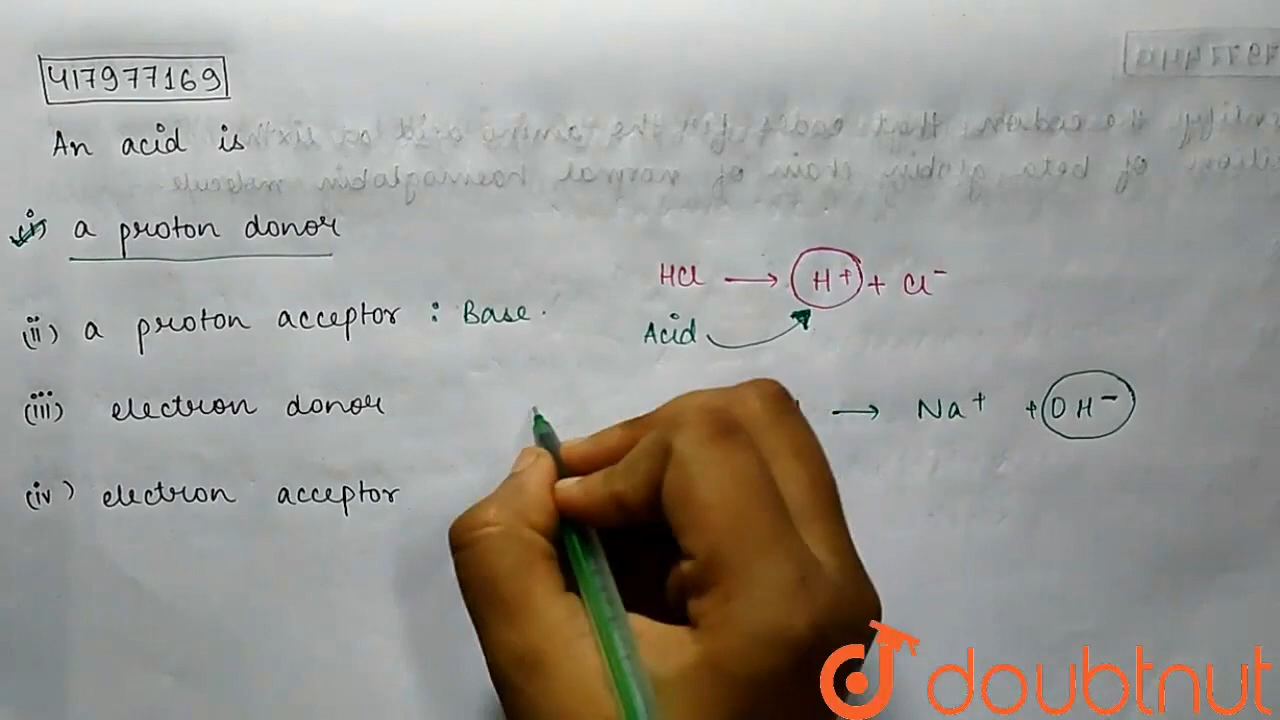 417977169
An acid is
(i) a proton donor
(ii) a proton acceptor : Base.
(iii) electron donor
(iv) electron acceptor
HCl → H+ + Cl−
Acid
→ Na+ + OH−
doubtnut